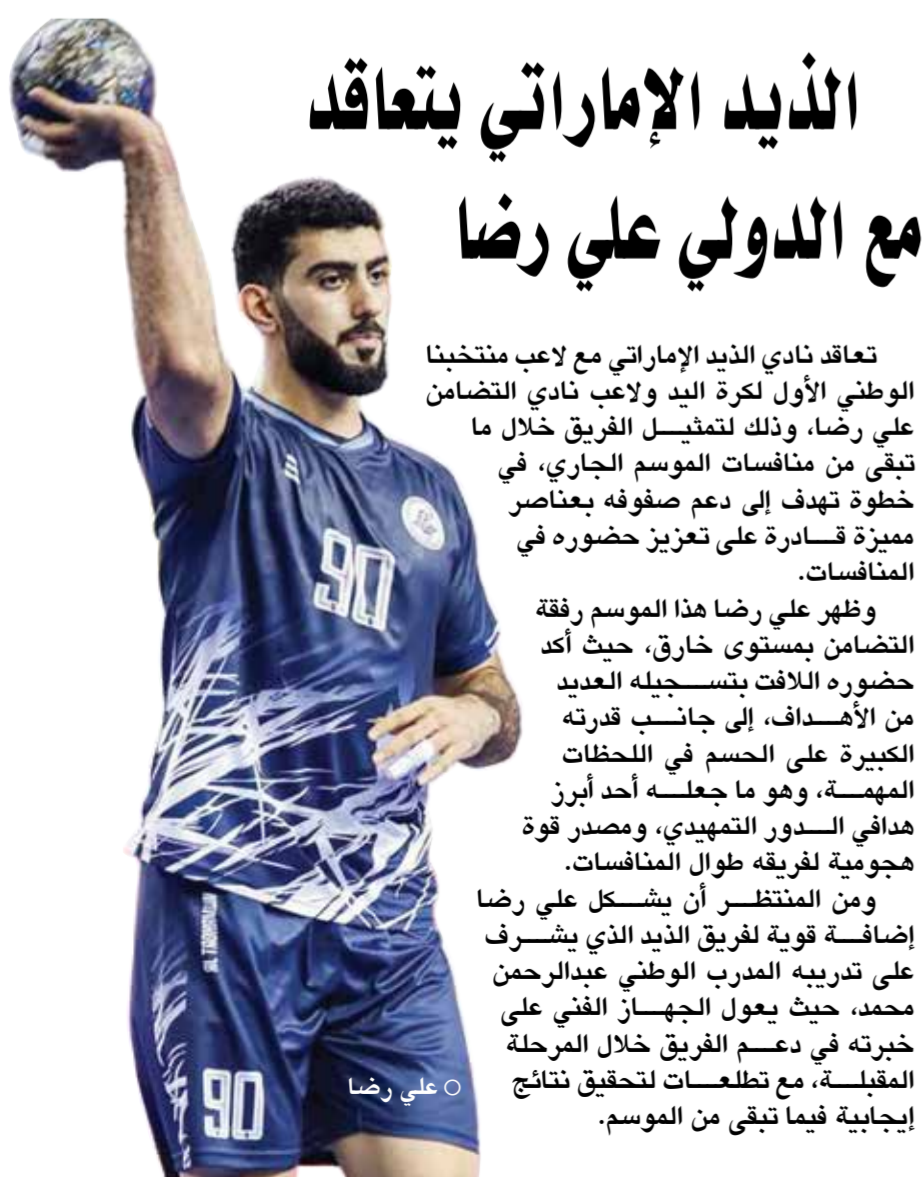 الذيد الإماراتي يتعاقد
مع الدولي علي رضا
تعاقد نادي الذيد الإماراتي مع لاعب منتخبنا
الوطني الأول لكرة اليد ولاعب نادي التضامن
علي رضا، وذلك لتمثيل الفريق خلال ما
تبقى من منافسات الموسم الجاري، في
خطوة تهدف إلى دعم صفوفه بعناصر
مميزة قادرة على تعزيز حضوره في
المنافسات.
وظهر علي رضا هذا الموسم رفقة
التضامن بمستوى خارق، حيث أكد
حضوره اللافت بتسجيله العديد
من الأهداف، إلى جانب قدرته
الكبيرة على الحسم في اللحظات
المهمة، وهو ما جعله أحد أبرز
هدافي الدور التمهيدي، ومصدر قوة
هجومية لفريقه طوال المنافسات.
ومن المنتظر أن يشكل علي رضا
إضافة قوية لفريق الذيد الذي يشرف
على تدريبه المدرب الوطني عبدالرحمن
محمد، حيث يعول الجهاز الفني على
خبرته في دعم الفريق خلال المرحلة
المقبلة، مع تطلعات لتحقيق نتائج
إيجابية فيما تبقى من الموسم.
○ علي رضا
90
90